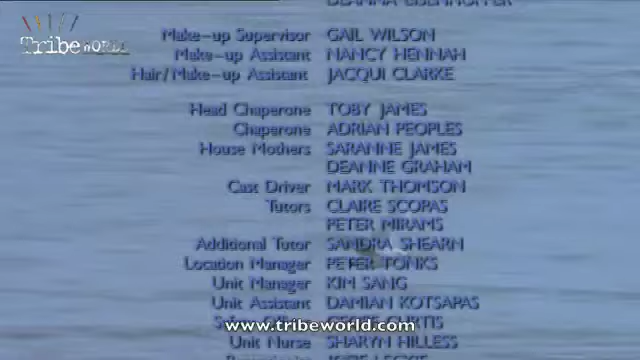 Tribe WORLD
Make-up Supervisor GAIL WILSON
Make-up Assistant NANCY HENNAH
Hair/Make-up Assistant JACQUI CLARKE
Head Chaperone TOBY JAMES
Chaperone ADRIAN PEOPLES
House Mothers SARANNE JAMES
DEANNE GRAHAM
Cast Driver MARK THOMSON
Tutors CLAIRE SCOPAS
PETER MIRAMS
Additional Tutor SANDRA SHEARN
Location Manager PETER TONKS
Unit Manager KIM SANG
Unit Assistant DAMIAN KOTSAPAS
CURTIS
www.tribeworld.com
Unit Nurse SHARYN HILLESS